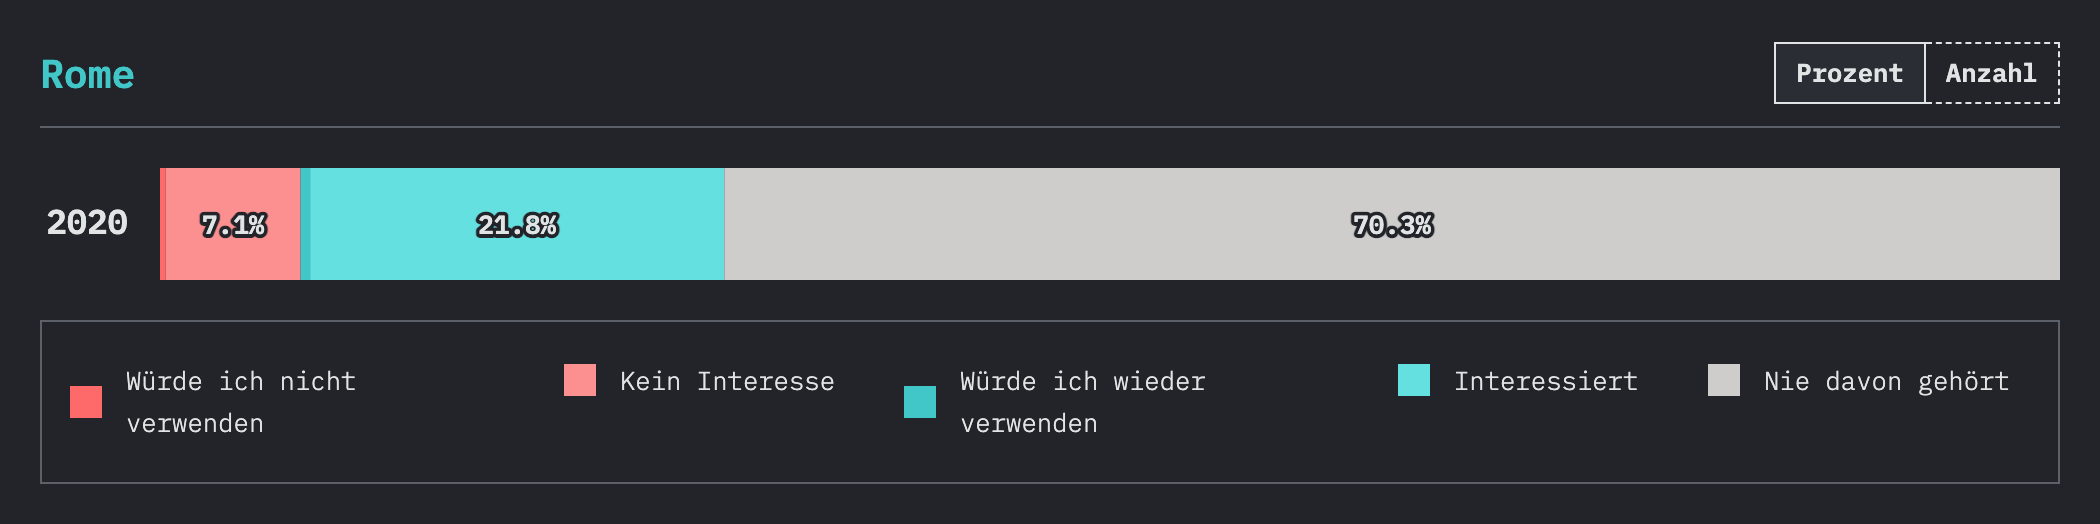 Rome
Prozent
Anzahl
2020
7.1%
21.8%
70.3%
Würde ich nicht
verwenden
Kein Interesse
Würde ich wieder
verwenden
Interessiert
Nie davon gehört